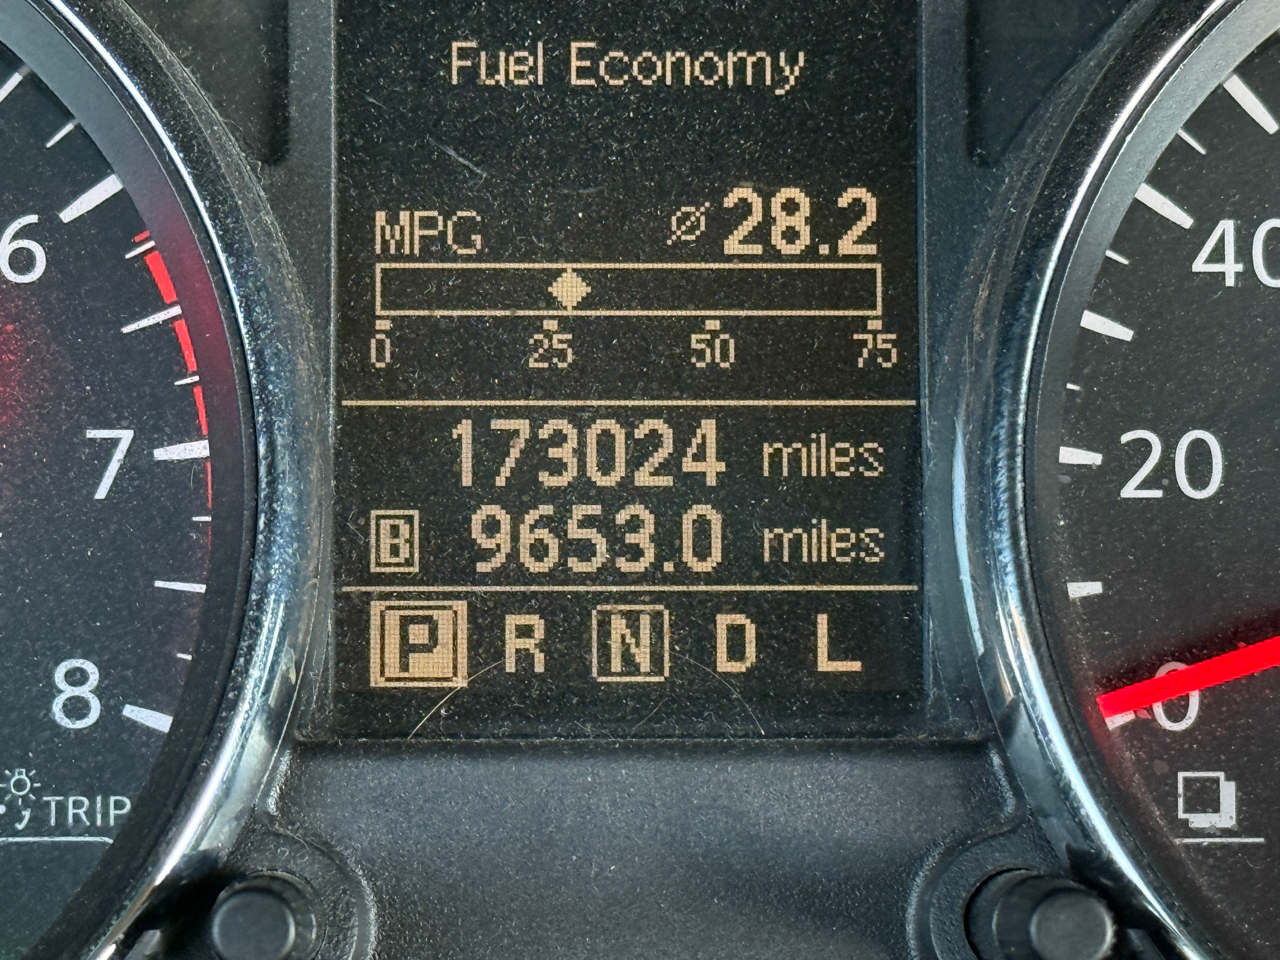 Fuel Economy
MPG ⌀28.2
0 25 50 75
173024 miles
B 9653.0 miles
P R N D L
6
7
8
TRIP
40
20
0